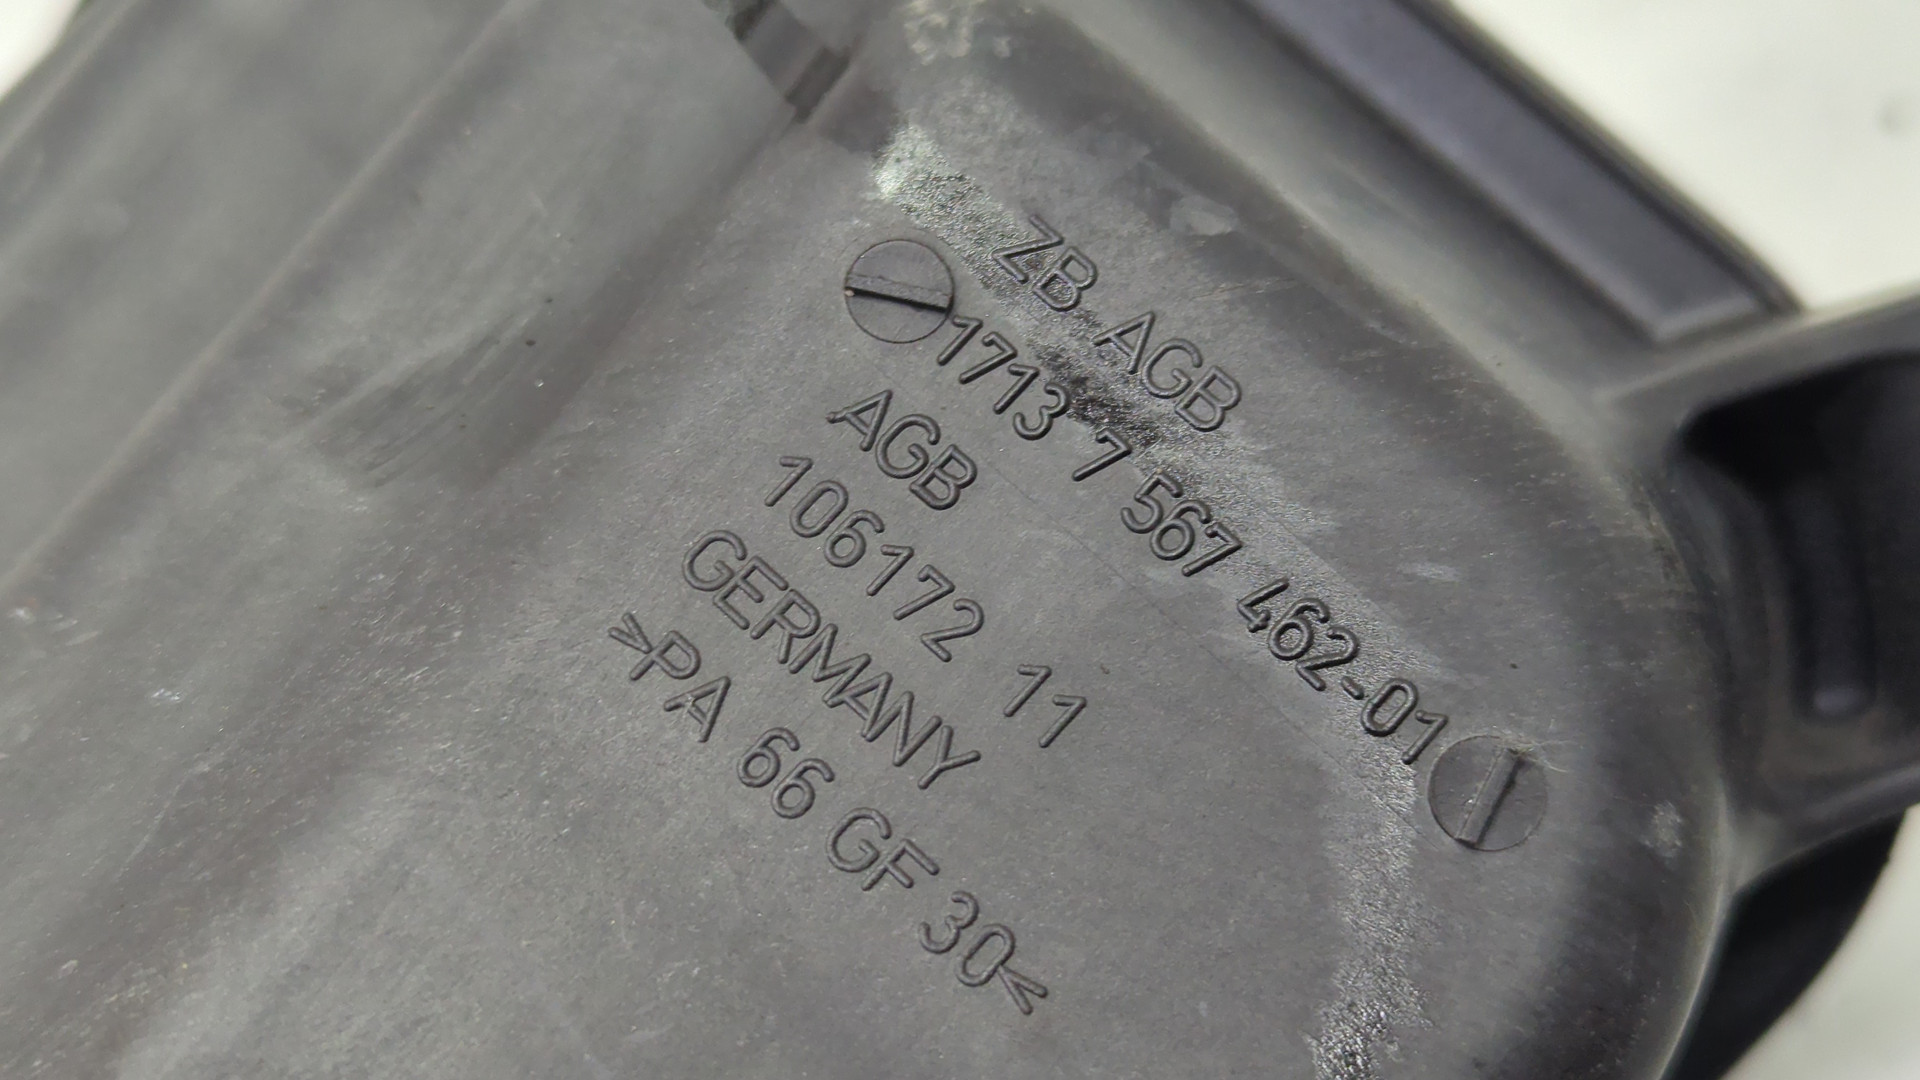 ZB AGB
1713 7 567 462-01
AGB
106172 11
GERMANY
>PA 66 GF 30<